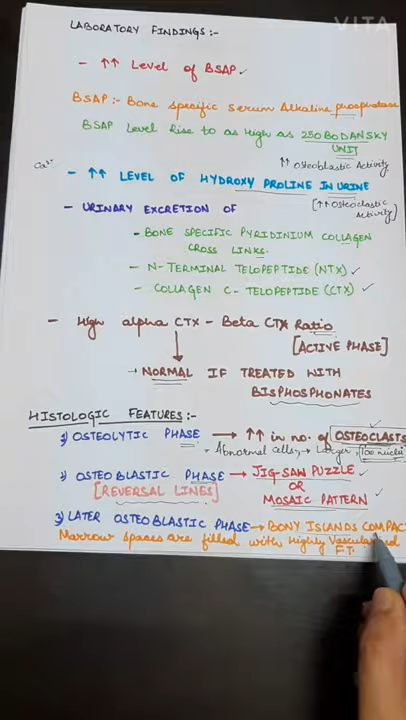 VITA
LABORATORY FINDINGS :-
- ↑↑ Level of BSAP ✓
BSAP :- Bone specific Serum Alkaline phosphatase
BSAP Level Rise to as High as 250 BODANSKY
UNIT
↑↑ Osteoblastic Activity
Ca²⁺
- ↑↑ LEVEL OF HYDROXY PROLINE IN URINE
[↑↑ Osteoclastic
Activity]
- URINARY EXCRETION OF
- BONE SPECIFIC PYRIDINIUM COLLAGEN
CROSS LINKS.
- N-TERMINAL TELOPEPTIDE (NTX) ✓
- COLLAGEN C-TELOPEPTIDE (CTX) ✓
- High alpha CTX - Beta CTX Ratio
[ACTIVE PHASE]
→ NORMAL IF TREATED WITH
BISPHOSPHONATES
HISTOLOGIC FEATURES :-
1) OSTEOLYTIC PHASE → ↑↑ in no. of OSTEOCLASTS
• Abnormal cells, → Larger, 100 nuclei
2) OSTEOBLASTIC PHASE → JIG-SAW PUZZLE ✓
[REVERSAL LINES] OR
MOSAIC PATTERN ✓
3) LATER OSTEOBLASTIC PHASE → BONY ISLANDS COMPAC
Marrow spaces are filled with Highly
F.T.